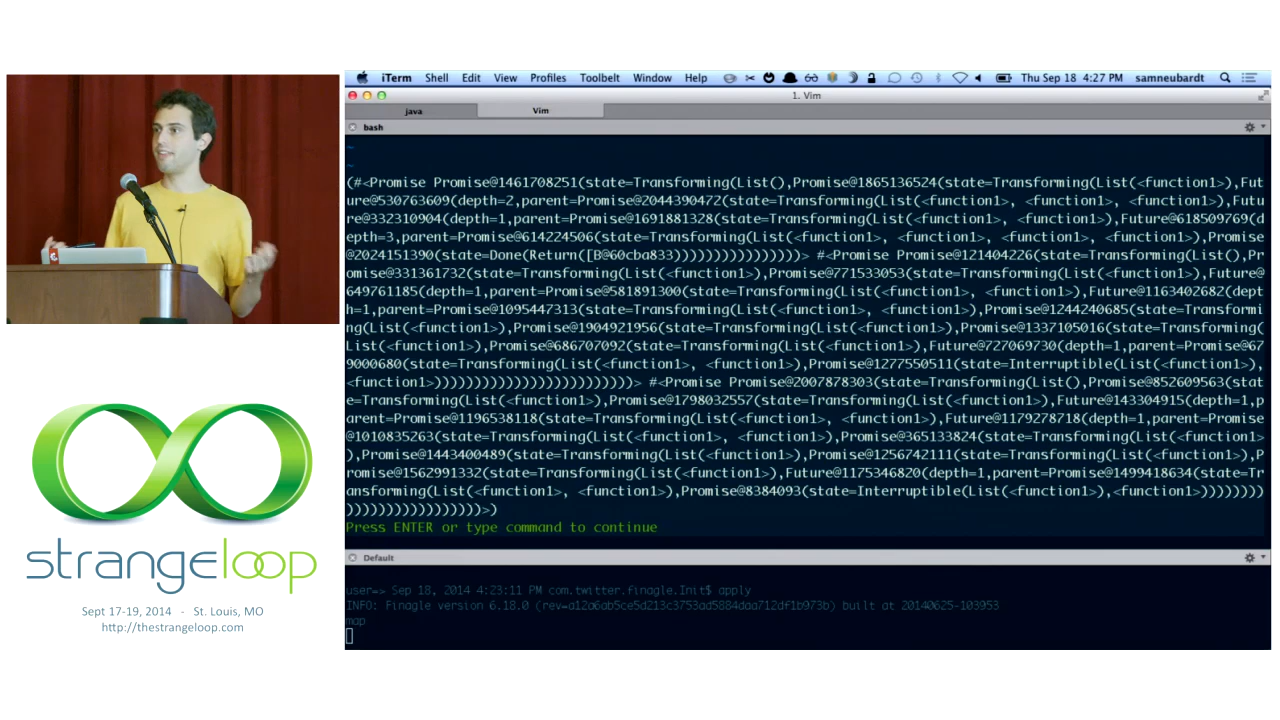 iTerm Shell Edit View Profiles Toolbelt Window Help Thu Sep 18 4:27 PM samneubardt
1. Vim
java Vim
bash
~
~
(#<Promise Promise@1461708251(state=Transforming(List(),Promise@1865136524(state=Transforming(List(<function1>),Fut
ure@530763609(depth=2,parent=Promise@2044390472(state=Transforming(List(<function1>, <function1>, <function1>),Futu
re@332310904(depth=1,parent=Promise@1691881328(state=Transforming(List(<function1>, <function1>),Future@618509769(d
epth=3,parent=Promise@614224506(state=Transforming(List(<function1>, <function1>, <function1>, <function1>),Promise
@2024151390(state=Done(Return([B@60cba833))))))))))))))))> #<Promise Promise@121404226(state=Transforming(List(),Pr
omise@331361732(state=Transforming(List(<function1>),Promise@771533053(state=Transforming(List(<function1>),Future@
649761185(depth=1,parent=Promise@581891300(state=Transforming(List(<function1>, <function1>),Future@1163402682(dept
h=1,parent=Promise@1095447313(state=Transforming(List(<function1>, <function1>),Promise@1244240685(state=Transformi
ng(List(<function1>),Promise@1904921956(state=Transforming(List(<function1>),Promise@1337105016(state=Transforming(
List(<function1>),Promise@686707092(state=Transforming(List(<function1>),Future@727069730(depth=1,parent=Promise@67
9000680(state=Transforming(List(<function1>, <function1>),Promise@1277550511(state=Interruptible(List(<function1>),
<function1>)))))))))))))))))))))))))> #<Promise Promise@2007878303(state=Transforming(List(),Promise@852609563(stat
e=Transforming(List(<function1>),Promise@1798032557(state=Transforming(List(<function1>),Future@143304915(depth=1,p
arent=Promise@1196538118(state=Transforming(List(<function1>, <function1>),Future@1179278718(depth=1,parent=Promise
@1010835263(state=Transforming(List(<function1>, <function1>),Promise@365133824(state=Transforming(List(<function1>
),Promise@1443400489(state=Transforming(List(<function1>),Promise@1256742111(state=Transforming(List(<function1>),P
romise@1562991332(state=Transforming(List(<function1>),Future@1175346820(depth=1,parent=Promise@1499418634(state=Tr
ansforming(List(<function1>, <function1>),Promise@8384093(state=Interruptible(List(<function1>),<function1>))))))))
)))))))))))))))))>)
Press ENTER or type command to continue
Default
user=> Sep 18, 2014 4:23:11 PM com.twitter.finagle.Init$ apply
INFO: Finagle version 6.18.0 (rev=a12a6ab5ce5d213c3753ad5884daa712df1b973b) built at 20140625-103953
map
strangeloop
Sept 17-19, 2014 - St. Louis, MO
http://thestrangeloop.com